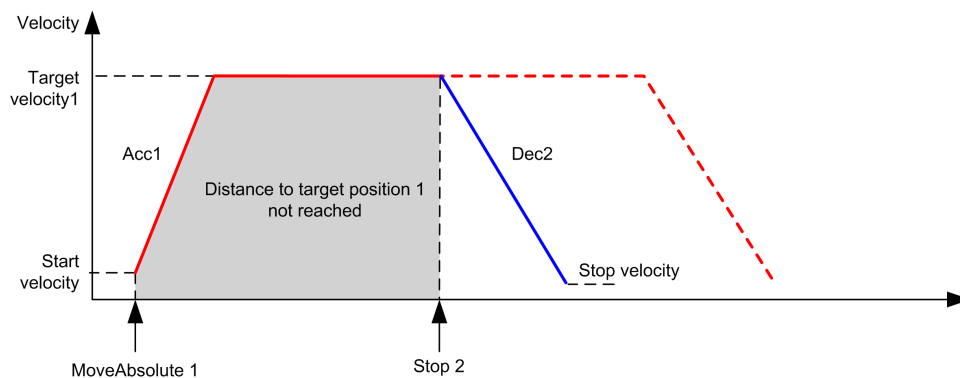 Velocity
Target
velocity1
Acc1
Dec2
Distance to target position 1
not reached
Start
velocity
Stop velocity
MoveAbsolute 1
Stop 2